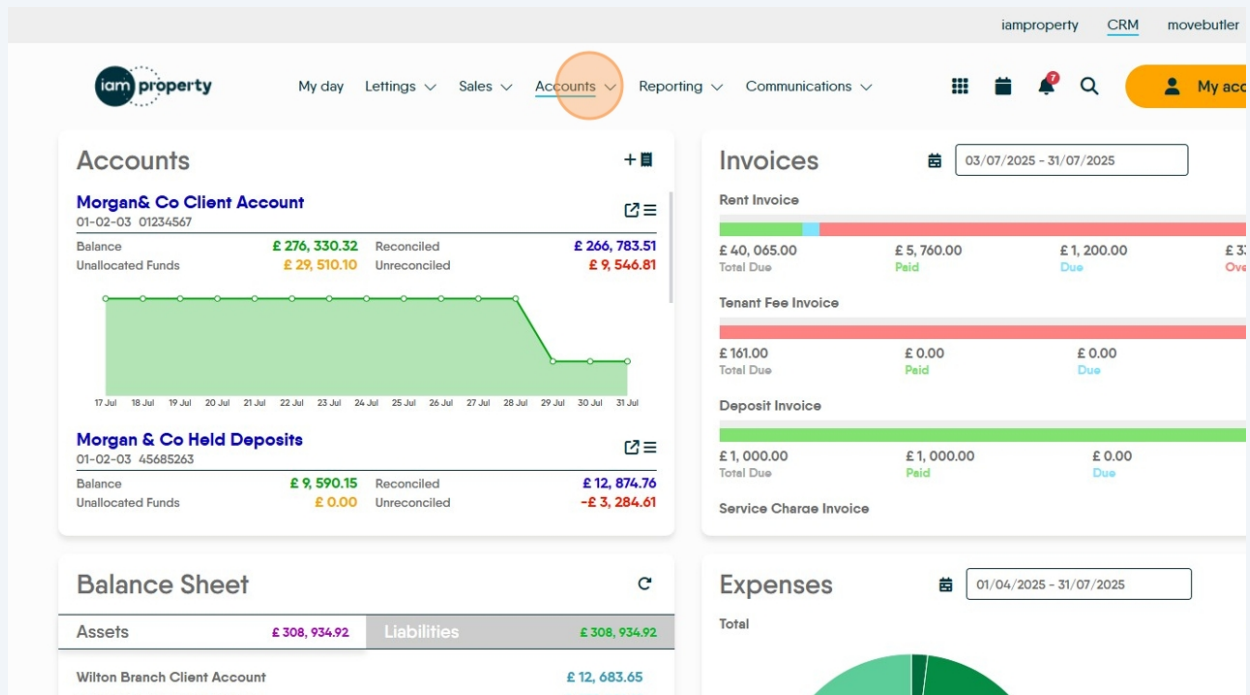 iamproperty CRM movebutler
iam property My day Lettings Sales Accounts Reporting Communications 7 My
Accounts
Morgan& Co Client Account
01-02-03 01234567
Balance £ 276, 330.32 Reconciled £ 266, 783.51
Unallocated Funds £ 29, 510.10 Unreconciled £ 9, 546.81
17 Jul 18 Jul 19 Jul 20 Jul 21 Jul 22 Jul 23 Jul 24 Jul 25 Jul 26 Jul 27 Jul 28 Jul 29 Jul 30 Jul 31 Jul
Morgan & Co Held Deposits
01-02-03 45685263
Balance £ 9, 590.15 Reconciled £ 12, 874.76
Unallocated Funds £ 0.00 Unreconciled -£ 3, 284.61
Invoices 03/07/2025 - 31/07/2025
Rent Invoice
£ 40, 065.00 £ 5, 760.00 £ 1, 200.00
Total Due Paid Due
Tenant Fee Invoice
£ 161.00 £ 0.00 £ 0.00
Total Due Paid Due
Deposit Invoice
£ 1, 000.00 £ 1, 000.00 £ 0.00
Total Due Paid Due
Service Charge Invoice
Balance Sheet
Assets £ 308, 934.92 Liabilities £ 308, 934.92
Wilton Branch Client Account £ 12, 683.65
Expenses 01/04/2025 - 31/07/2025
Total